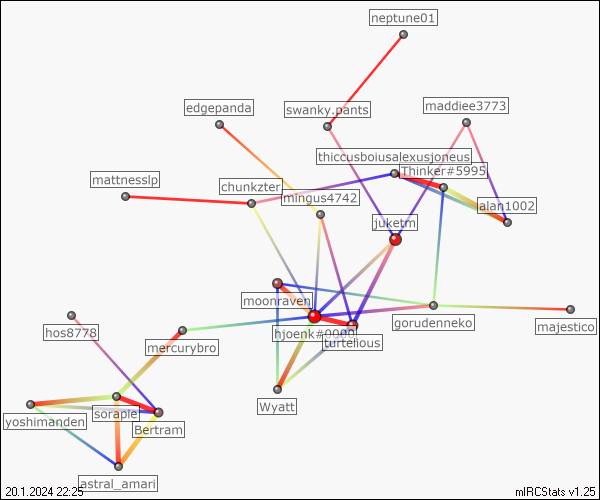 neptune01
edgepanda
swanky.pants
maddiee3773
thiccusboiusalexusjoneus
Thinker#5995
mattnesslp
chunkzter
mingus4742
alan1002
juketm
moonraven
hjoenk#0000
turtellous
gorudenneko
majestico
hos8778
mercurybro
Wyatt
yoshimanden
soraple
Bertram
astral_amari
20.1.2024 22:25
mIRCStats v1.25